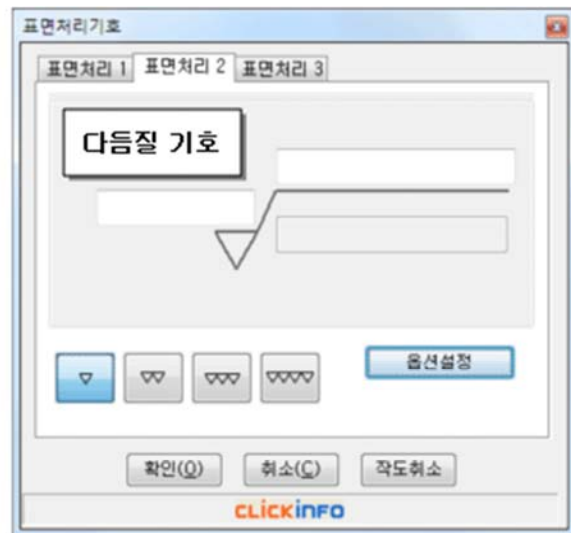 표면처리기호
표면처리 1 표면처리 2 표면처리 3
다듬질 기호
옵션설정
확인(O) 취소(C) 작도취소
CLICKINFO